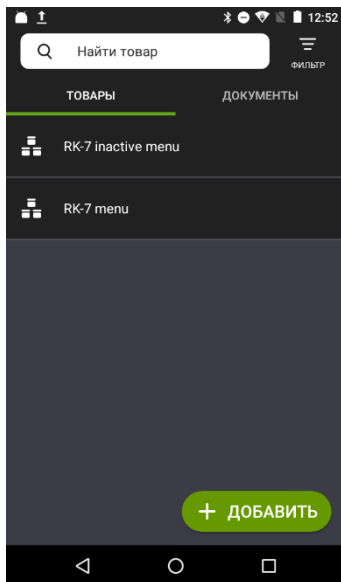 12:52
Найти товар
ФИЛЬТР
ТОВАРЫ
ДОКУМЕНТЫ
RK-7 inactive menu
RK-7 menu
+ ДОБАВИТЬ